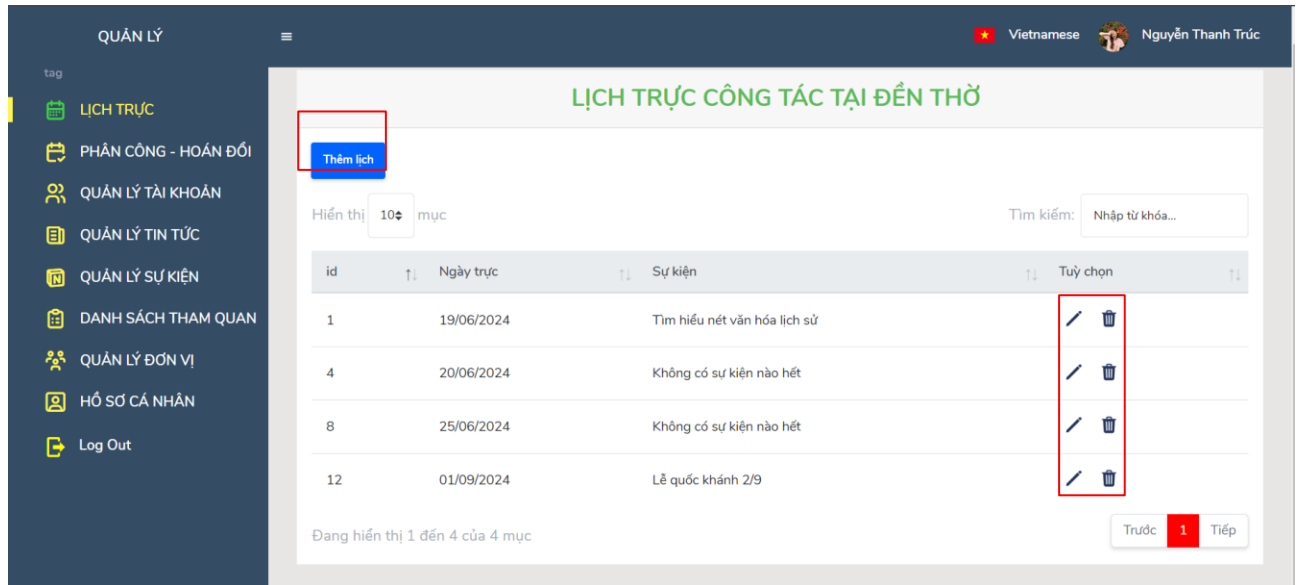 QUẢN LÝ
≡
Vietnamese
Nguyễn Thanh Trúc
tag
LỊCH TRỰC
PHÂN CÔNG - HOÁN ĐỔI
QUẢN LÝ TÀI KHOẢN
QUẢN LÝ TIN TỨC
QUẢN LÝ SỰ KIỆN
DANH SÁCH THAM QUAN
QUẢN LÝ ĐƠN VỊ
HỒ SƠ CÁ NHÂN
Log Out
LỊCH TRỰC CÔNG TÁC TẠI ĐỀN THỜ
Thêm lịch
Hiển thị 10 mục
Tìm kiếm: Nhập từ khóa...
id Ngày trực Sự kiện Tuỳ chọn
1 19/06/2024 Tìm hiểu nét văn hóa lịch sử
4 20/06/2024 Không có sự kiện nào hết
8 25/06/2024 Không có sự kiện nào hết
12 01/09/2024 Lễ quốc khánh 2/9
Đang hiển thị 1 đến 4 của 4 mục
Trước 1 Tiếp